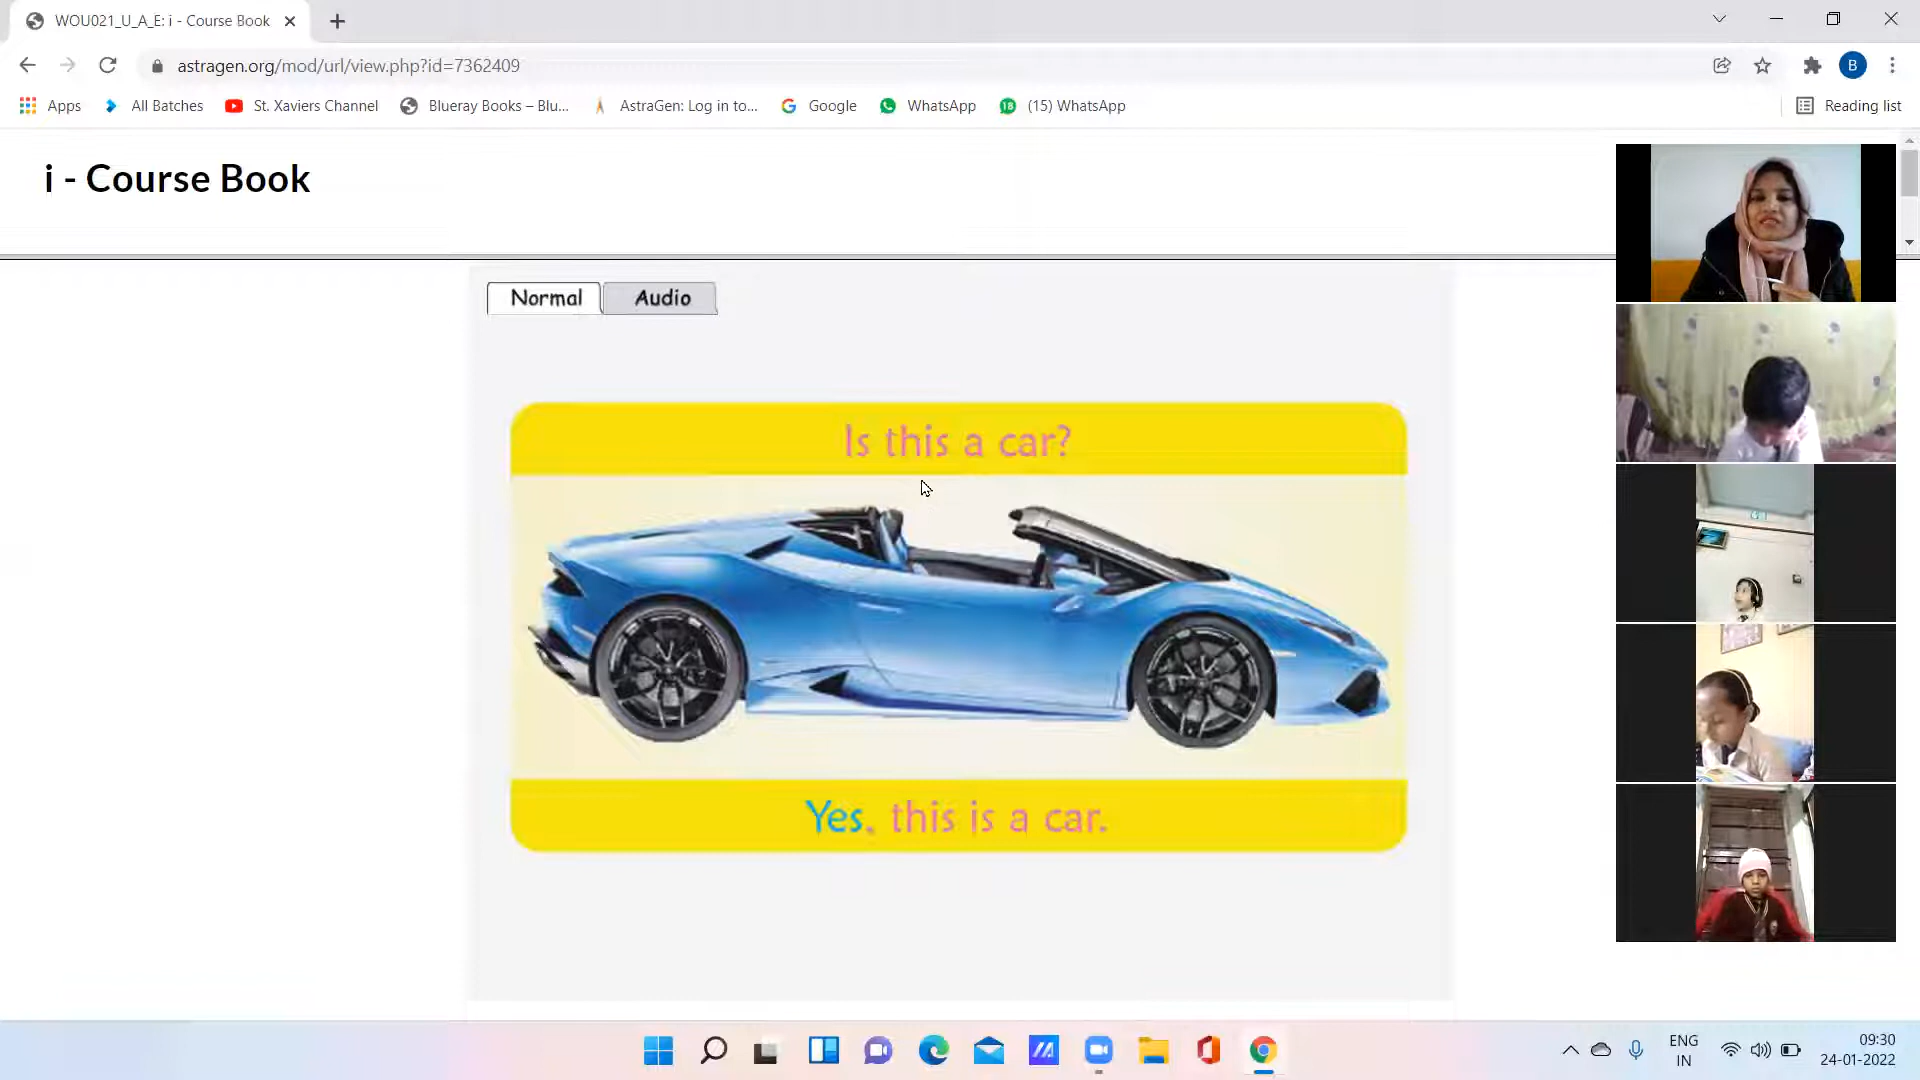 WOU021_U_A_E: i - Course Book
astragen.org/mod/url/view.php?id=7362409
B
Apps
All Batches
St. Xaviers Channel
Blueray Books – Blu...
AstraGen: Log in to...
Google
WhatsApp
18
(15) WhatsApp
Reading list
i - Course Book
Normal
Audio
Is this a car?
Yes, this is a car.
ENG
IN
09:30
24-01-2022